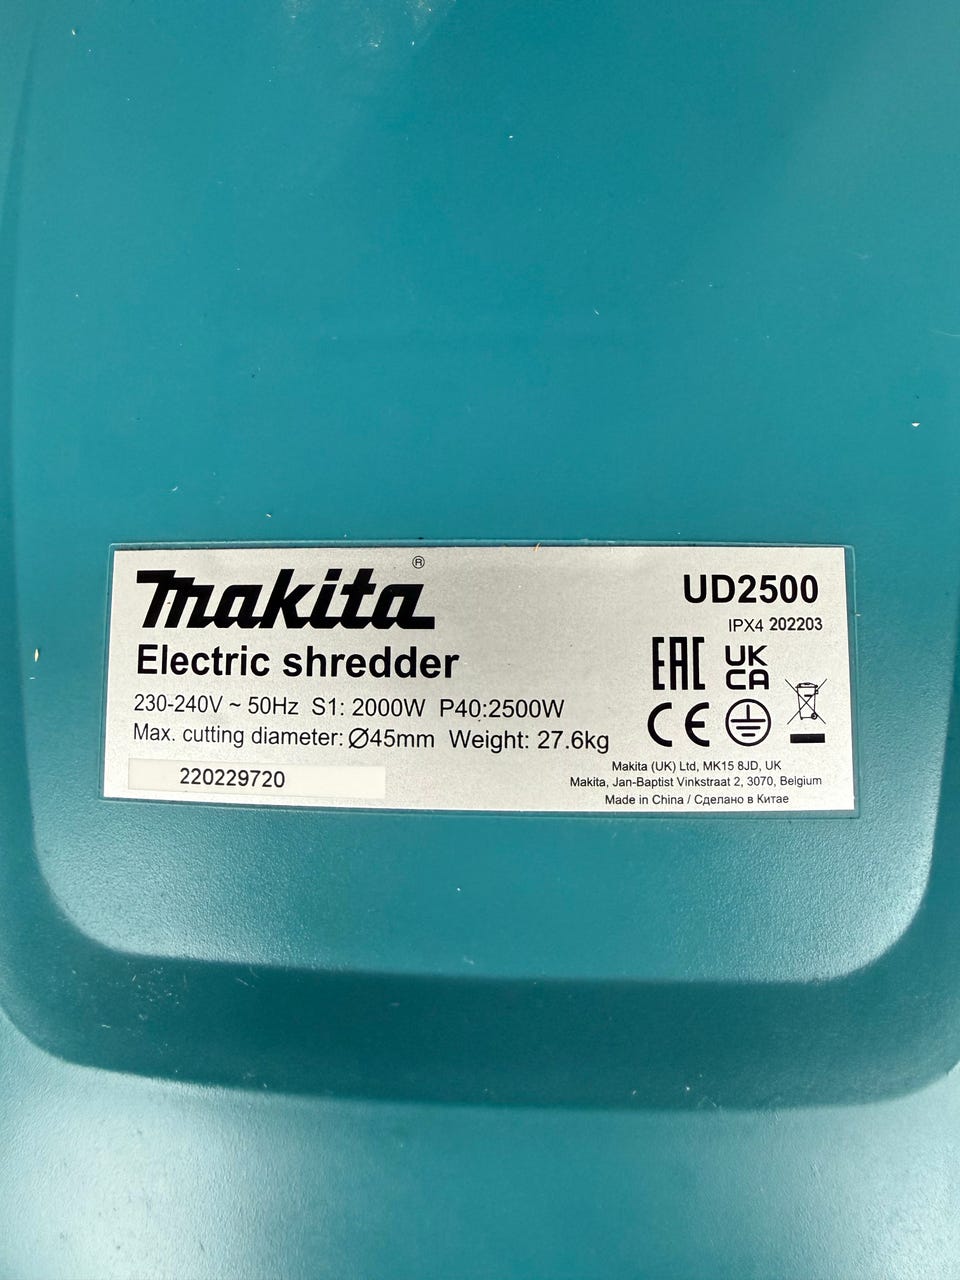 makita®
UD2500
IPX4 202203
Electric shredder
EAC UK CA
230-240V ~ 50Hz S1: 2000W P40:2500W
CE
Max. cutting diameter: Ø45mm Weight: 27.6kg
220229720
Makita (UK) Ltd, MK15 8JD, UK
Makita, Jan-Baptist Vinkstraat 2, 3070, Belgium
Made in China / Сделано в Китае